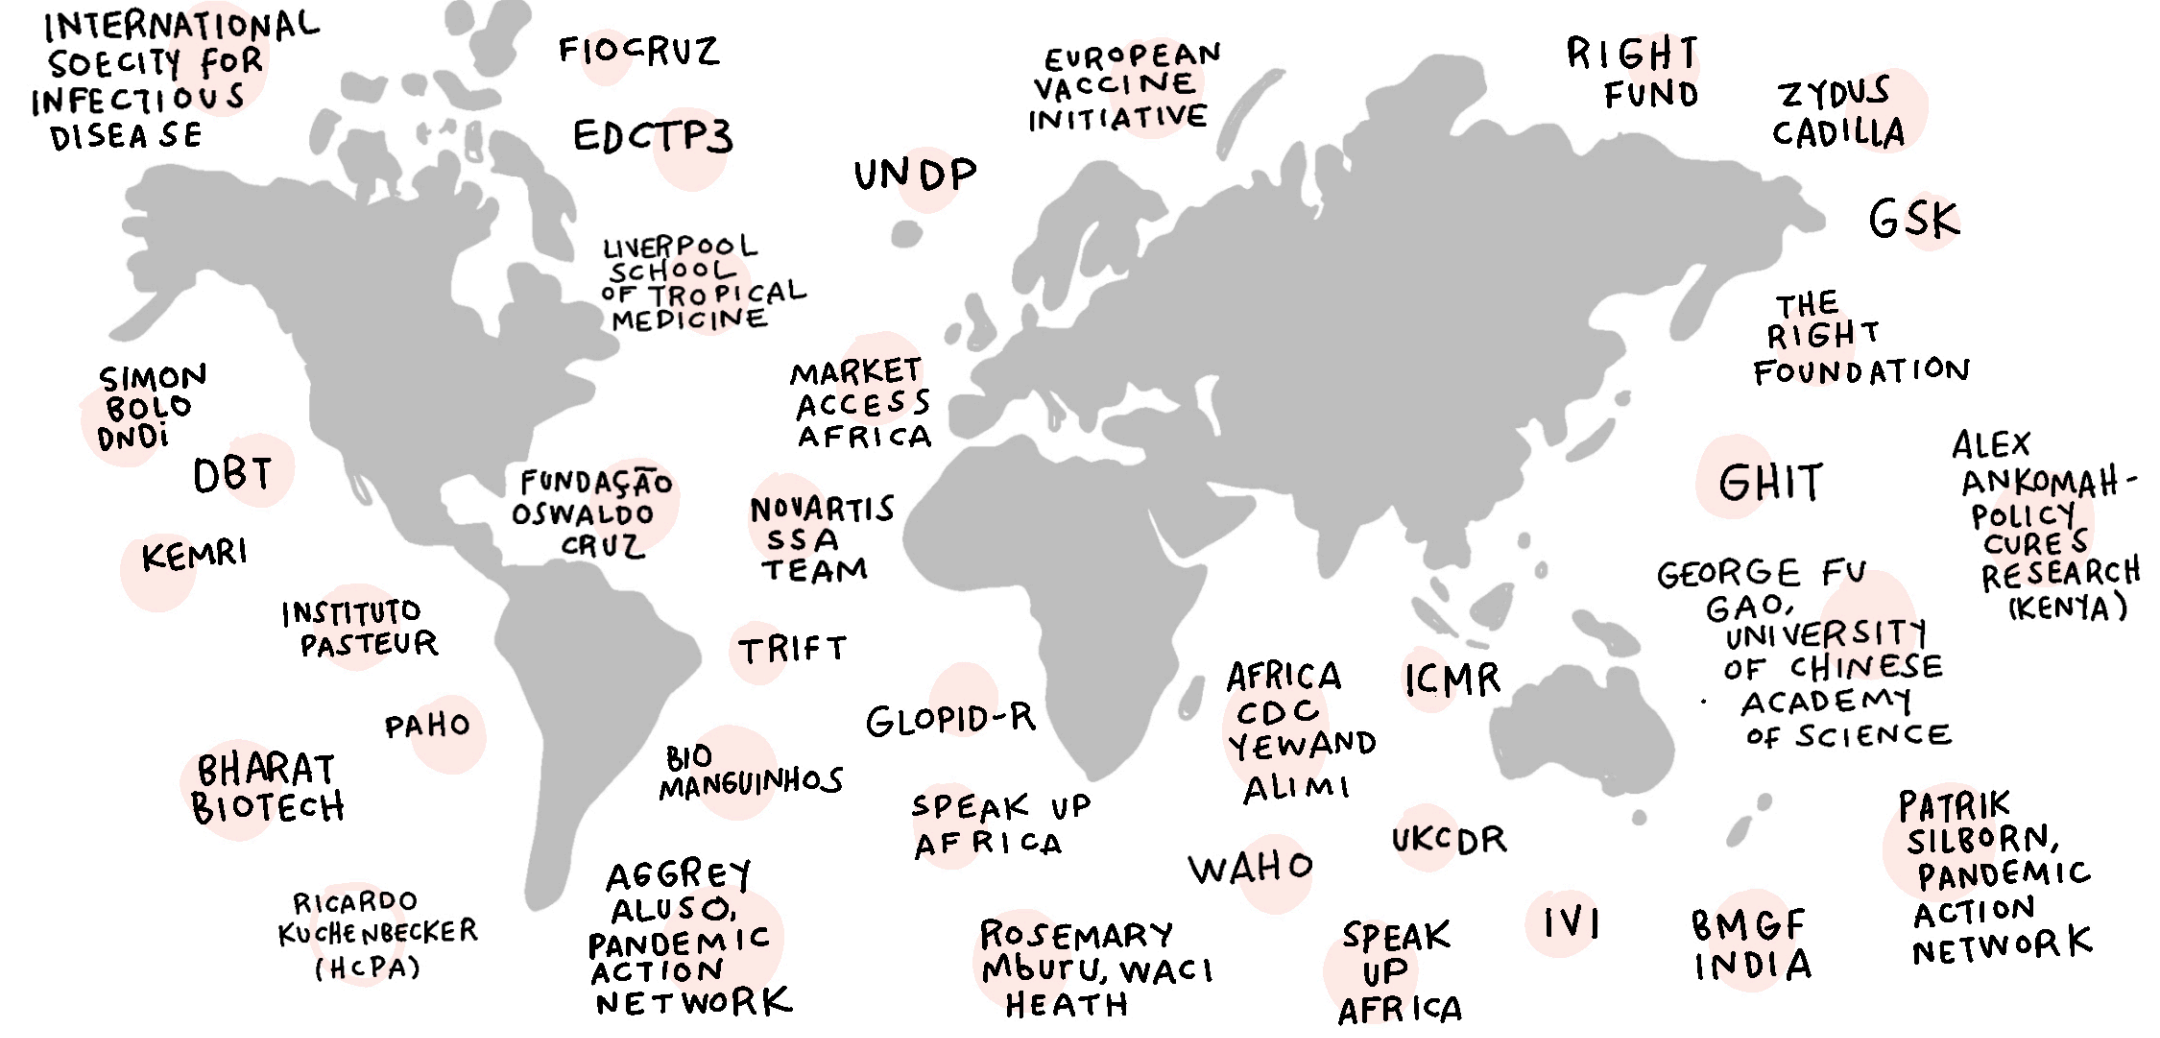 INTERNATIONAL
SOECITY FOR
INFECTIOUS
DISEASE
FIOCRUZ
EDCTP3
LIVERPOOL
SCHOOL
OF TROPICAL
MEDICINE
UNDP
EUROPEAN
VACCINE
INITIATIVE
RIGHT
FUND
ZYDUS
CADILLA
GSK
THE
RIGHT
FOUNDATION
SIMON
BOLO
DNDi
DBT
KEMRI
INSTITUTO
PASTEUR
PAHO
BHARAT
BIOTECH
RICARDO
KUCHENBECKER
(HCPA)
FUNDAÇÃO
OSWALDO
CRUZ
MARKET
ACCESS
AFRICA
NOVARTIS
SSA
TEAM
TRIFT
BIO
MANGUINHOS
AGGREY
ALUSO,
PANDEMIC
ACTION
NETWORK
GLOPID-R
SPEAK UP
AFRICA
ROSEMARY
MburU, WACI
HEATH
AFRICA
CDC
YEWAND
ALIMI
WAHO
ICMR
UKCDR
SPEAK
UP
AFRICA
IVI
BMGF
INDIA
GHIT
ALEX
ANKOMAH-
POLICY
CURES
RESEARCH
(KENYA)
GEORGE FU
GAO,
UNIVERSITY
OF CHINESE
ACADEMY
OF SCIENCE
PATRIK
SILBORN,
PANDEMIC
ACTION
NETWORK